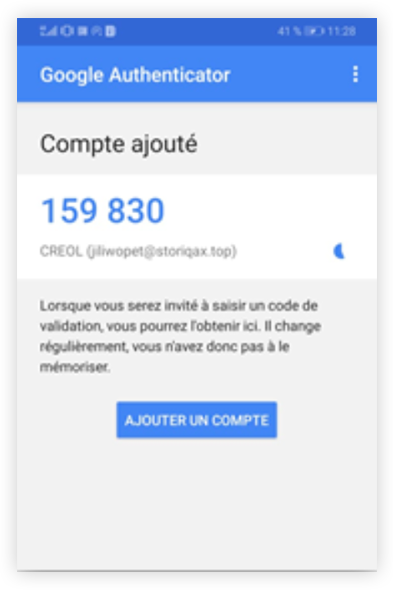 41 % 11:28
Google Authenticator
Compte ajouté
159 830
CREOL (jiliwopet@storiqax.top)
Lorsque vous serez invité à saisir un code de
validation, vous pourrez l'obtenir ici. Il change
régulièrement, vous n'avez donc pas à le
mémoriser.
AJOUTER UN COMPTE